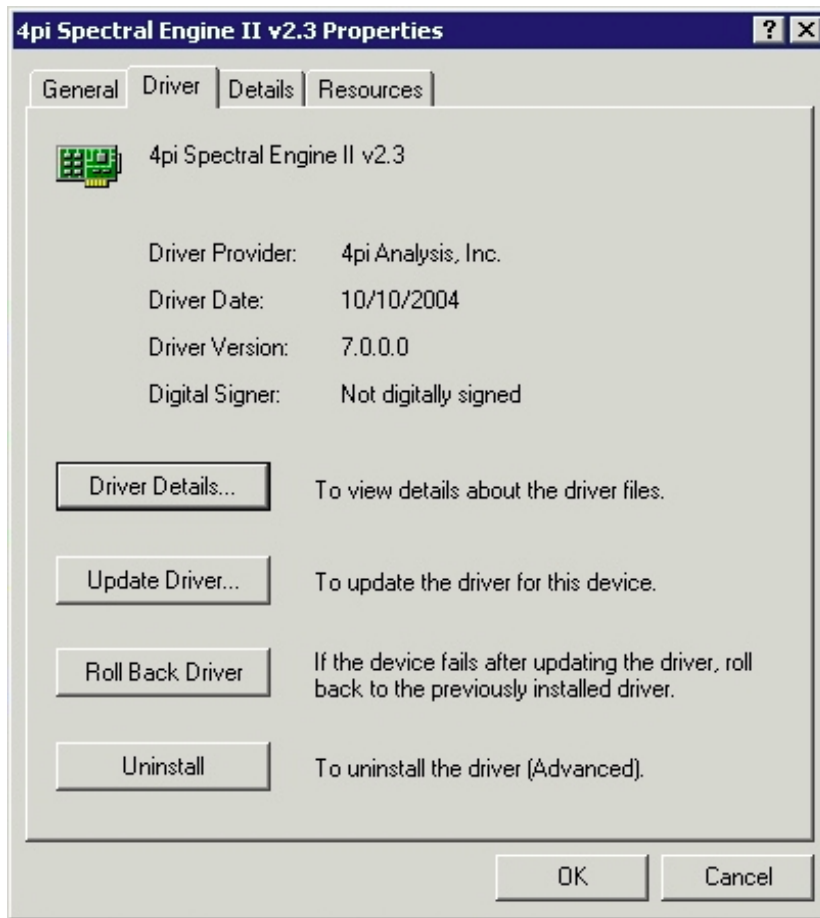 4pi Spectral Engine II v2.3 Properties
General Driver Details Resources
4pi Spectral Engine II v2.3
Driver Provider: 4pi Analysis, Inc.
Driver Date: 10/10/2004
Driver Version: 7.0.0.0
Digital Signer: Not digitally signed
Driver Details... To view details about the driver files.
Update Driver... To update the driver for this device.
Roll Back Driver If the device fails after updating the driver, roll
back to the previously installed driver.
Uninstall To uninstall the driver (Advanced).
OK Cancel